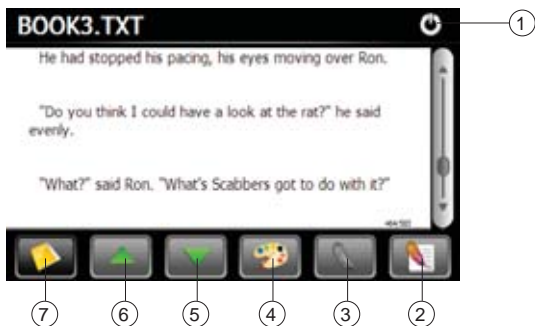 BOOK3.TXT
1
He had stopped his pacing, his eyes moving over Ron.
"Do you think I could have a look at the rat?" he said
evenly.
"What?" said Ron. "What's Scabbers got to do with it?"
7
6
5
4
3
2